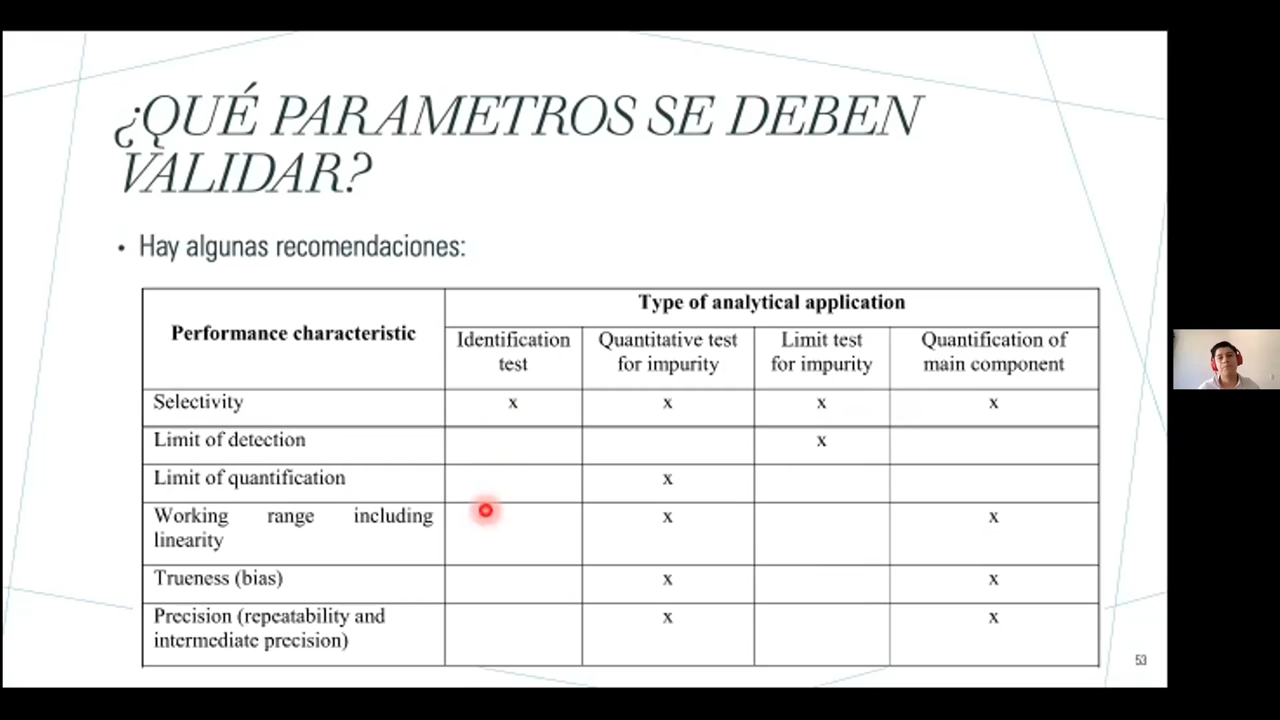 ¿QUÉ PARAMETROS SE DEBEN
VALIDAR?
• Hay algunas recomendaciones:
Performance characteristic
Type of analytical application
Identification test
Quantitative test for impurity
Limit test for impurity
Quantification of main component
Selectivity x x x x
Limit of detection x
Limit of quantification x
Working range including
linearity x x
Trueness (bias) x x
Precision (repeatability and
intermediate precision) x x
53